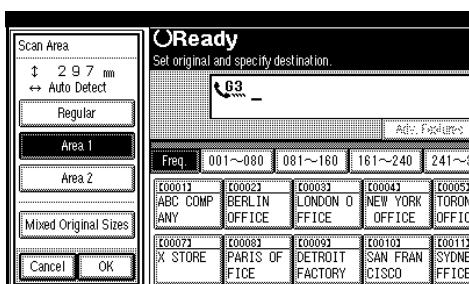 Scan Area
↕ 297 mm
↔ Auto Detect
Regular
Area 1
Area 2
Mixed Original Sizes
Cancel OK
Ready
Set original and specify destination.
G3 _
Adv. Features
Freq. 001～080 081～160 161～240 241～
[0001] [0002] [0003] [0004] [0005]
ABC COMP BERLIN LONDON O NEW YORK TORON
ANY OFFICE FFICE OFFICE OFFIC
[0007] [0008] [0009] [0010] [0011]
X STORE PARIS OF DETROIT SAN FRAN SYDNE
FICE FACTORY CISCO FFICE